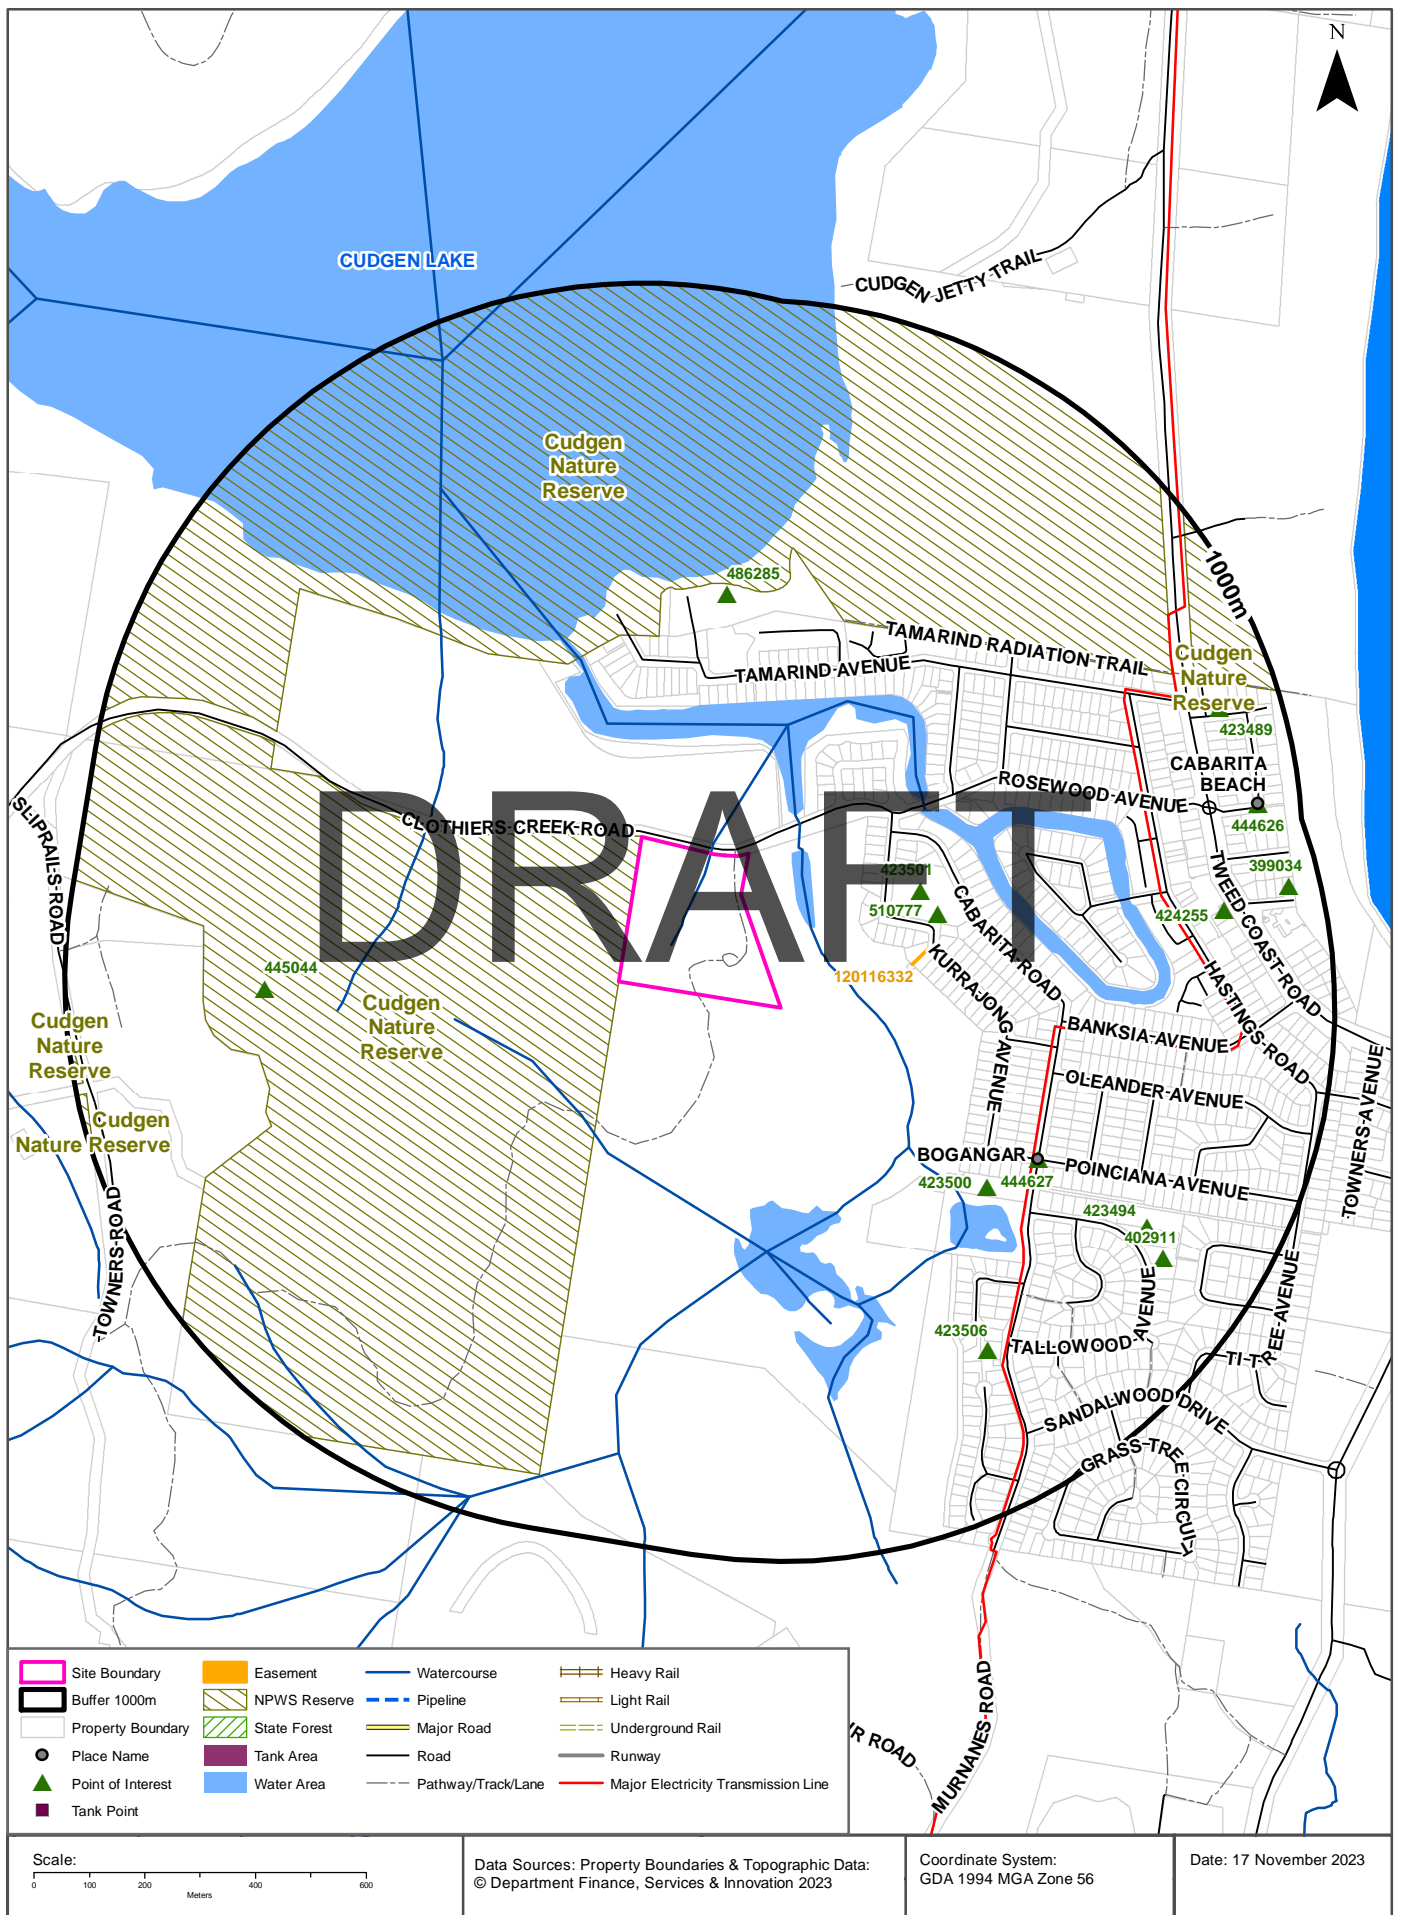 N
CUDGEN LAKE
CUDGEN JETTY TRAIL
Cudgen
Nature
Reserve
1000m
486285
TAMARIND RADIATION TRAIL
TAMARIND AVENUE
Cudgen
Nature
Reserve
423489
CABARITA
BEACH
444626
ROSEWOOD AVENUE
SLIPRAILS ROAD
CLOTHIERS CREEK ROAD
DRAFT
423501
510777
CABARITA ROAD
TWEED COAST ROAD
399034
424255
120116332
KURRAJONG AVENUE
HASTINGS ROAD
445044
Cudgen
Nature
Reserve
Cudgen
Nature
Reserve
BANKSIA AVENUE
OLEANDER AVENUE
TOWNERS AVENUE
Cudgen
Nature Reserve
BOGANGAR
POINCIANA AVENUE
423500
444627
423494
402911
TOWNERS ROAD
423506
TALLOWOOD AVENUE
TI TREE AVENUE
SANDALWOOD DRIVE
GRASS TREE CIRCUIT
MURNANES ROAD
IR ROAD
Site Boundary
Buffer 1000m
Property Boundary
Place Name
Point of Interest
Tank Point
Easement
NPWS Reserve
State Forest
Tank Area
Water Area
Watercourse
Pipeline
Major Road
Road
Pathway/Track/Lane
Heavy Rail
Light Rail
Underground Rail
Runway
Major Electricity Transmission Line
Scale:
0 100 200 400 600
Meters
Data Sources: Property Boundaries & Topographic Data:
© Department Finance, Services & Innovation 2023
Coordinate System:
GDA 1994 MGA Zone 56
Date: 17 November 2023